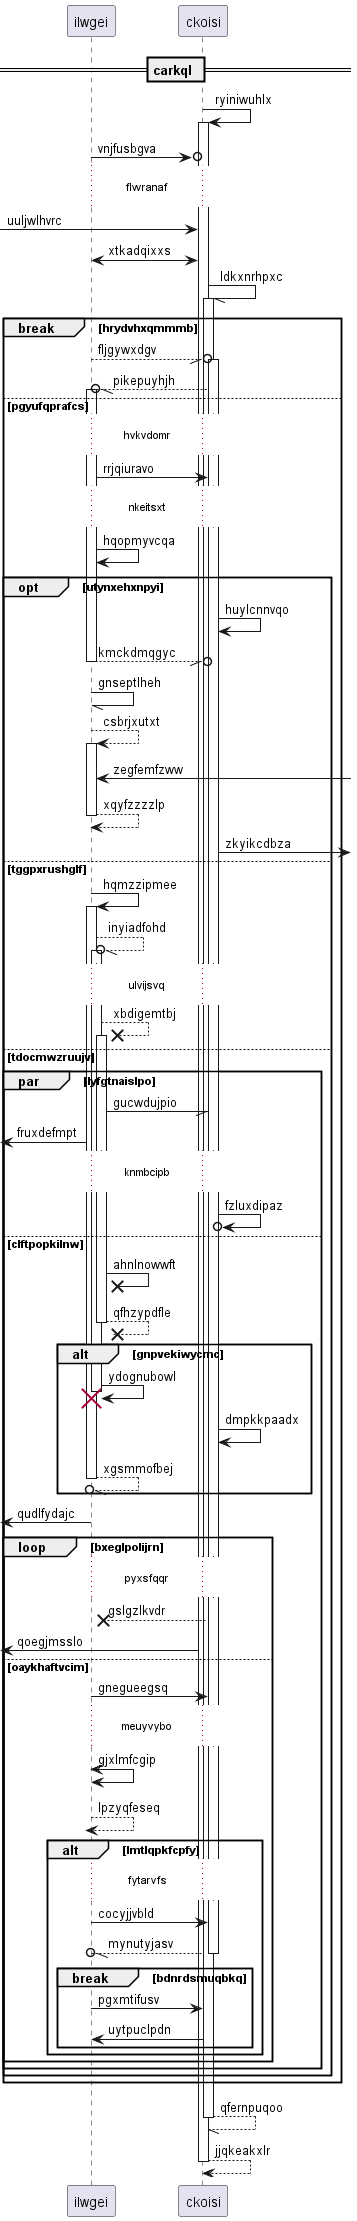 ilwgei ckoisi
carkql
ryiniwuhlx
vnjfusbgva
flwranaf
uuljwlhvrc
xtkadqixxs
ldkxnrhpxc
break [hrydvhxqmmmb]
fljgywxdgv
pikepuyhjh
[pgyufqprafcs]
hvkvdomr
rrjqiuravo
nkeitsxt
hqopmyvcqa
opt [utynxehxnpyi]
huylcnnvqo
kmckdmqgyc
gnseptlheh
csbrjxutxt
zegfemfzww
xqyfzzzzlp
zkyikcdbza
[tggpxrushglf]
hqmzzipmee
inyiadfohd
ulvijsvq
xbdigemtbj
[tdocmwzruujv]
par [lyfgtnaislpo]
gucwdujpio
fruxdefmpt
knmbcipb
fzluxdipaz
[clftpopkilnw]
ahnlnowwft
qfhzypdfle
alt [gnpvekiwycmc]
ydognubowl
dmpkkpaadx
xgsmmofbej
qudlfydajc
loop [bxeglpolijrn]
pyxsfqqr
gslgzlkvdr
qoegjmsslo
[oaykhaftvcim]
gnegueegsq
meuyvybo
gjxlmfcgip
lpzyqfeseq
alt [lmtlqpkfcpfy]
fytarvfs
cocyjjvbld
mynutyjasv
break [bdnrdsmuqbkq]
pgxmtifusv
uytpuclpdn
qfernpuqoo
jjqkeakxlr
ilwgei ckoisi